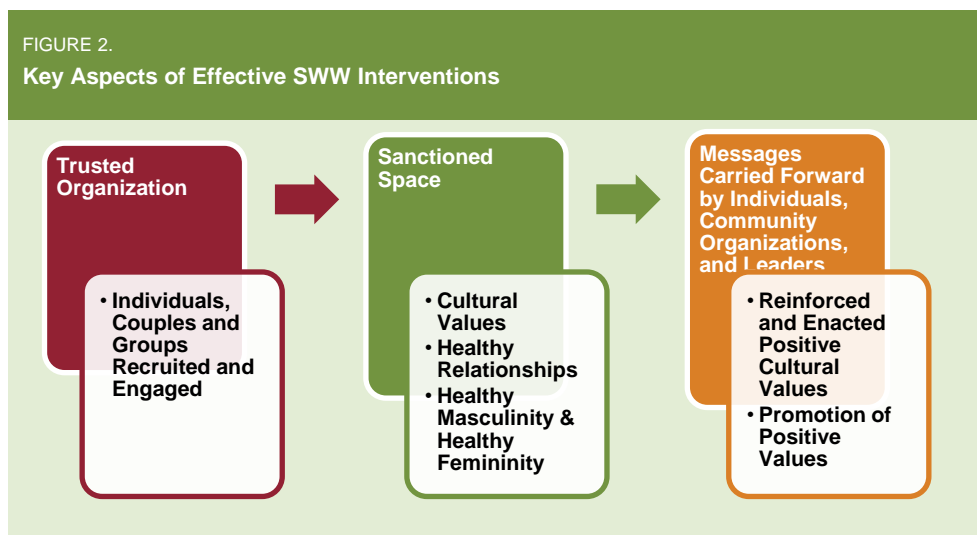 FIGURE 2.
Key Aspects of Effective SWW Interventions
Trusted
Organization
• Individuals,
Couples and
Groups
Recruited and
Engaged
Sanctioned
Space
• Cultural
Values
• Healthy
Relationships
• Healthy
Masculinity &
Healthy
Femininity
Messages
Carried Forward
by Individuals,
Community
Organizations,
and Leaders
• Reinforced
and Enacted
Positive
Cultural
Values
• Promotion of
Positive
Values